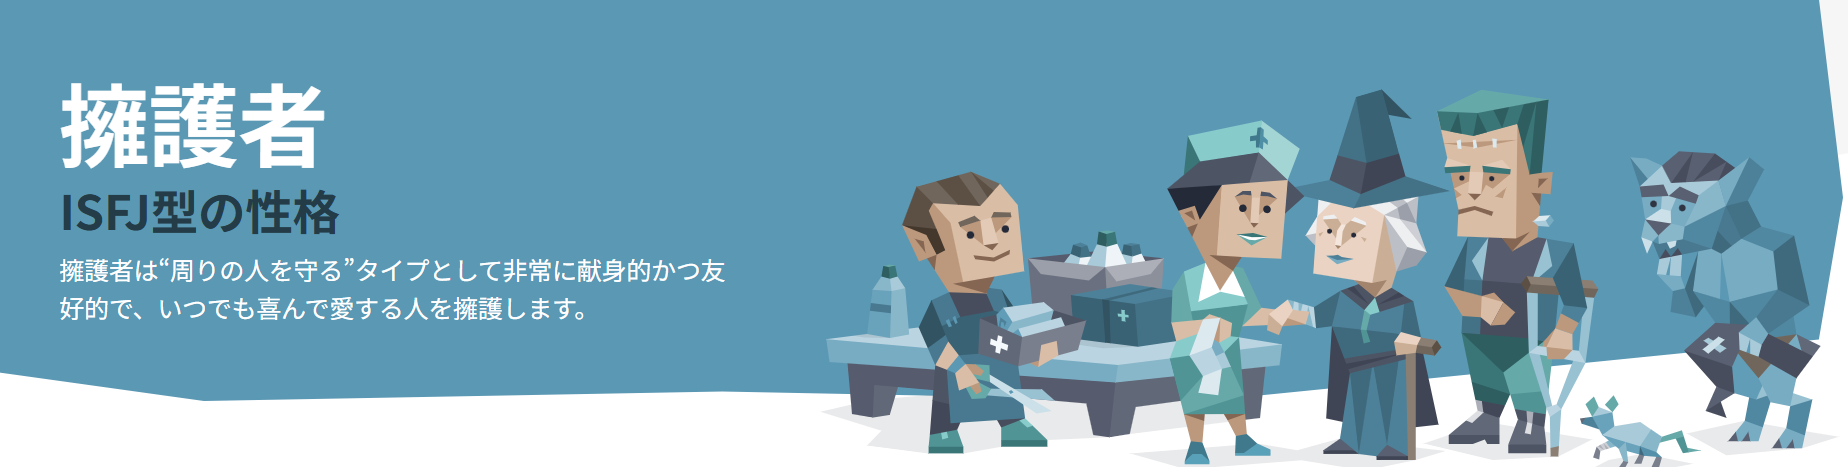 擁護者
ISFJ型の性格
擁護者は“周りの人を守る”タイプとして非常に献身的かつ友
好的で、いつでも喜んで愛する人を擁護します。